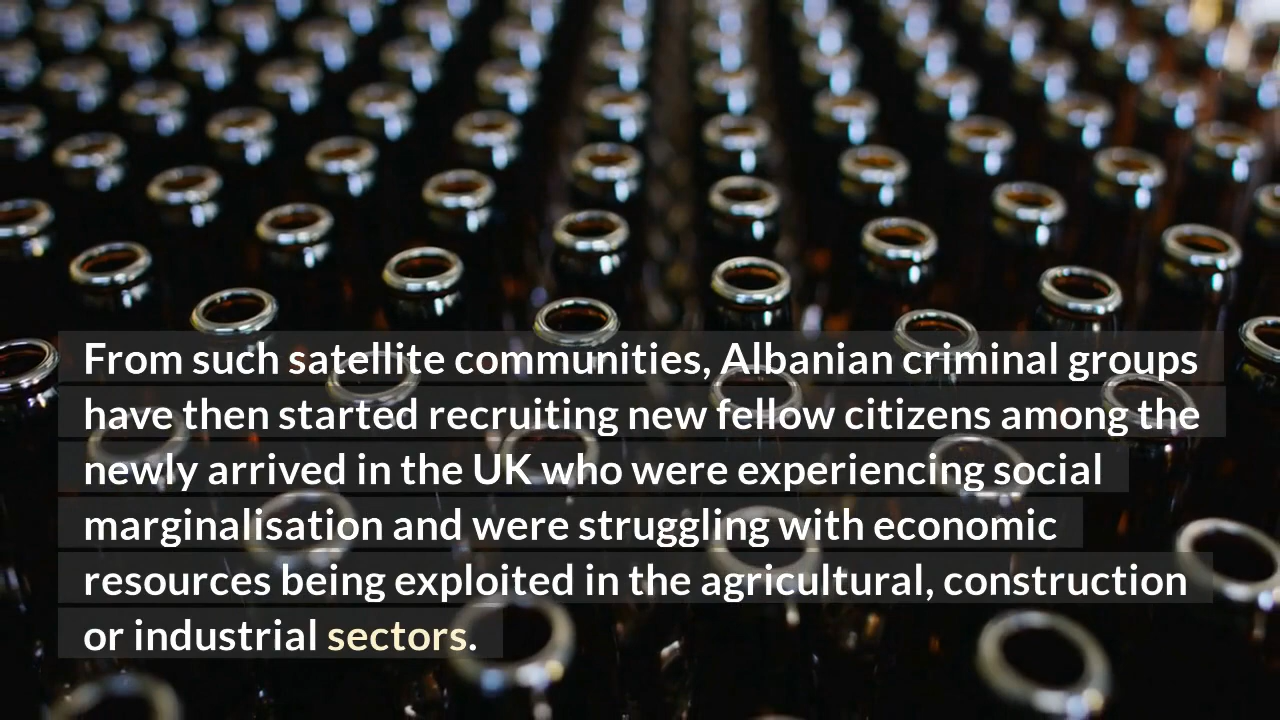 From such satellite communities, Albanian criminal groups
have then started recruiting new fellow citizens among the
newly arrived in the UK who were experiencing social
marginalisation and were struggling with economic
resources being exploited in the agricultural, construction
or industrial sectors.